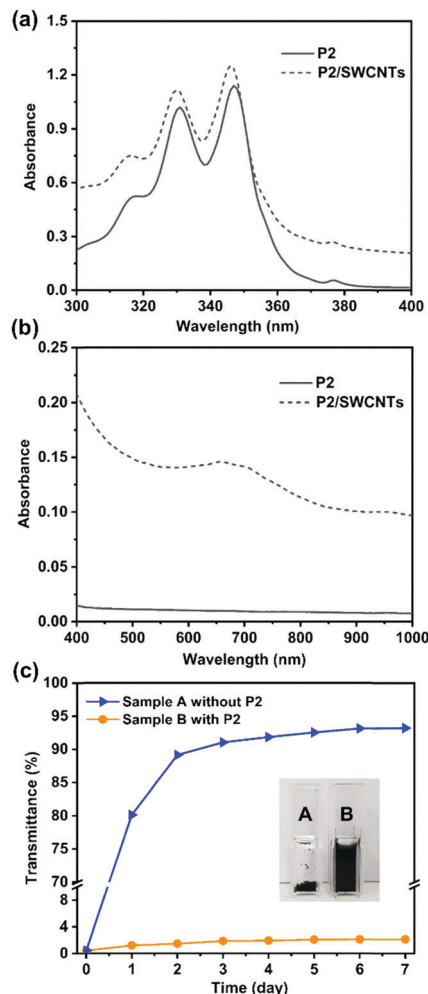 (a)
P2
P2/SWCNTs
1.5
1.2
0.9
0.6
0.3
0.0
Absorbance
300 320 340 360 380 400
Wavelength (nm)
(b)
P2
P2/SWCNTs
0.25
0.20
0.15
0.10
0.05
0.00
Absorbance
400 500 600 700 800 900 1000
Wavelength (nm)
(c)
Sample A without P2
Sample B with P2
100
95
90
85
80
75
70
8
4
0
Transmittance (%)
A B
0 1 2 3 4 5 6 7
Time (day)